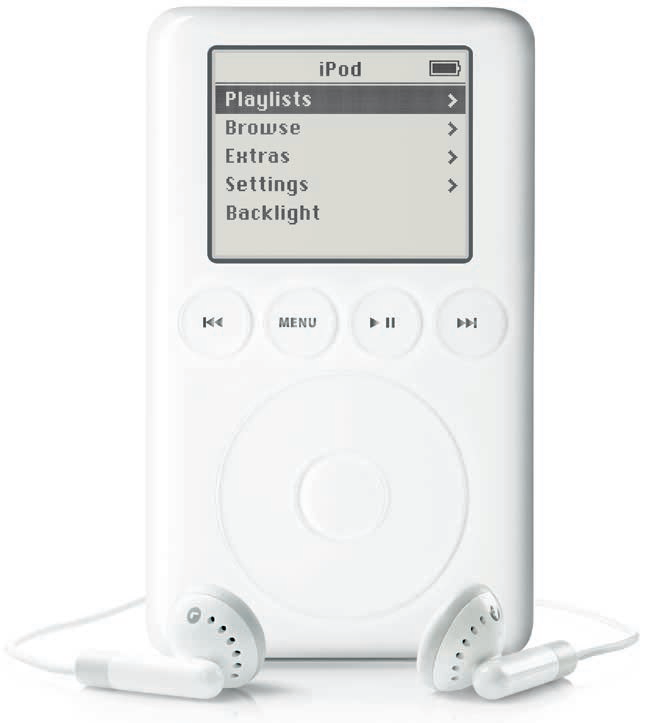 iPod
Playlists
Browse
Extras
Settings
Backlight
MENU